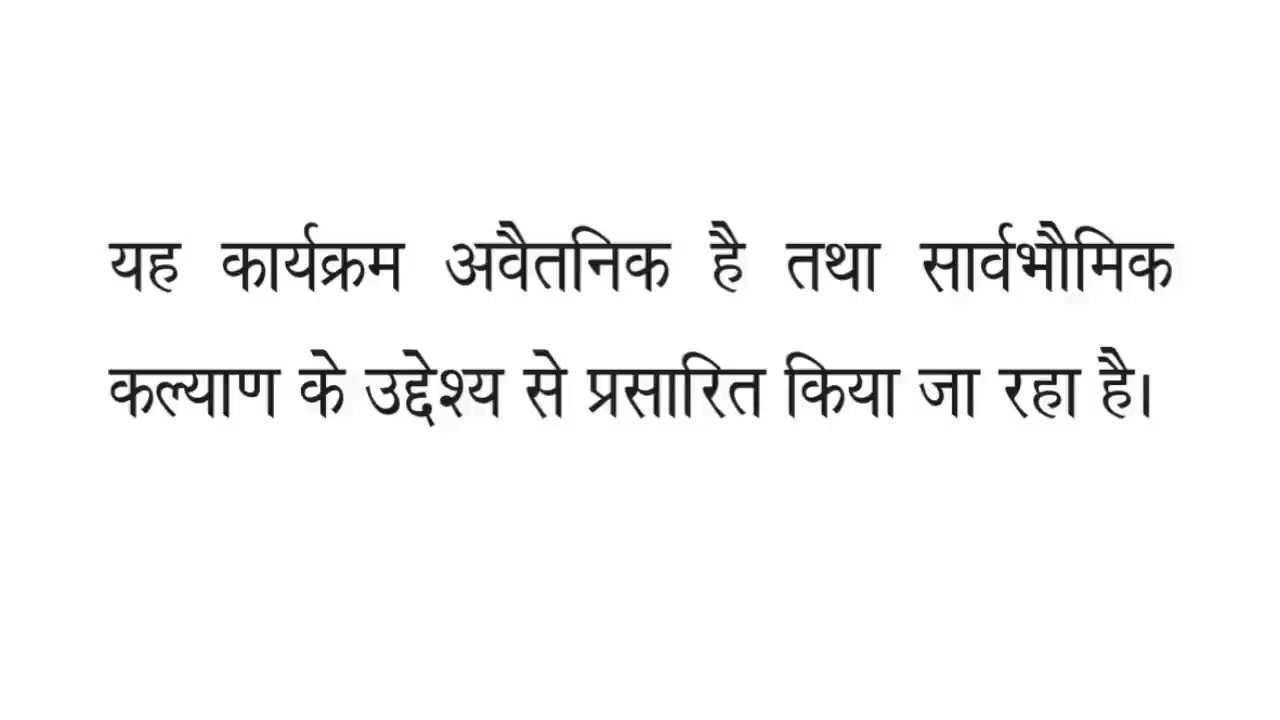 यह कार्यक्रम अवैतनिक है तथा सार्वभौमिक
कल्याण के उद्देश्य से प्रसारित किया जा रहा है।